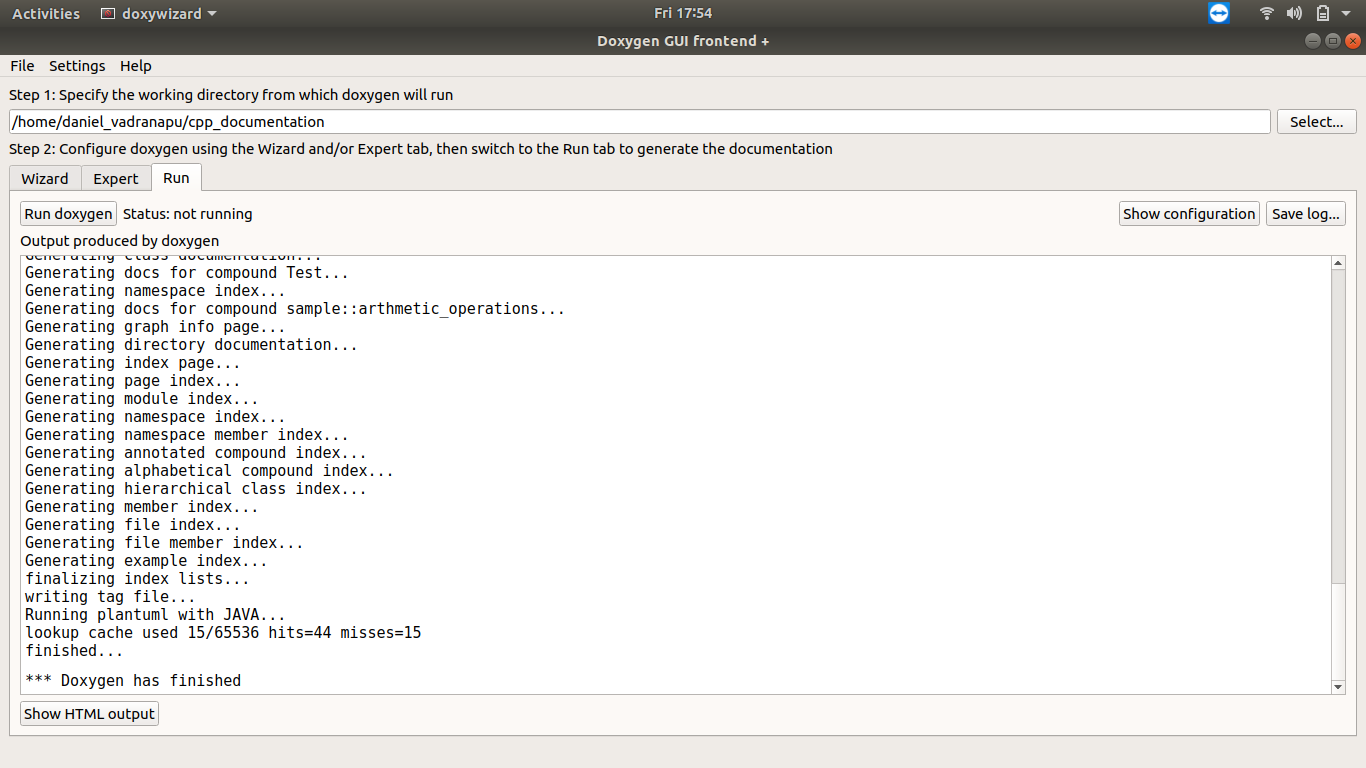 Activities doxywizard Fri 17:54
Doxygen GUI frontend +
File Settings Help
Step 1: Specify the working directory from which doxygen will run
/home/daniel_vadranapu/cpp_documentation Select...
Step 2: Configure doxygen using the Wizard and/or Expert tab, then switch to the Run tab to generate the documentation
Wizard Expert Run
Run doxygen Status: not running Show configuration Save log...
Output produced by doxygen
Generating class documentation...
Generating docs for compound Test...
Generating namespace index...
Generating docs for compound sample::arthmetic_operations...
Generating graph info page...
Generating directory documentation...
Generating index page...
Generating page index...
Generating module index...
Generating namespace index...
Generating namespace member index...
Generating annotated compound index...
Generating alphabetical compound index...
Generating hierarchical class index...
Generating member index...
Generating file index...
Generating file member index...
Generating example index...
finalizing index lists...
writing tag file...
Running plantuml with JAVA...
lookup cache used 15/65536 hits=44 misses=15
finished...
*** Doxygen has finished
Show HTML output